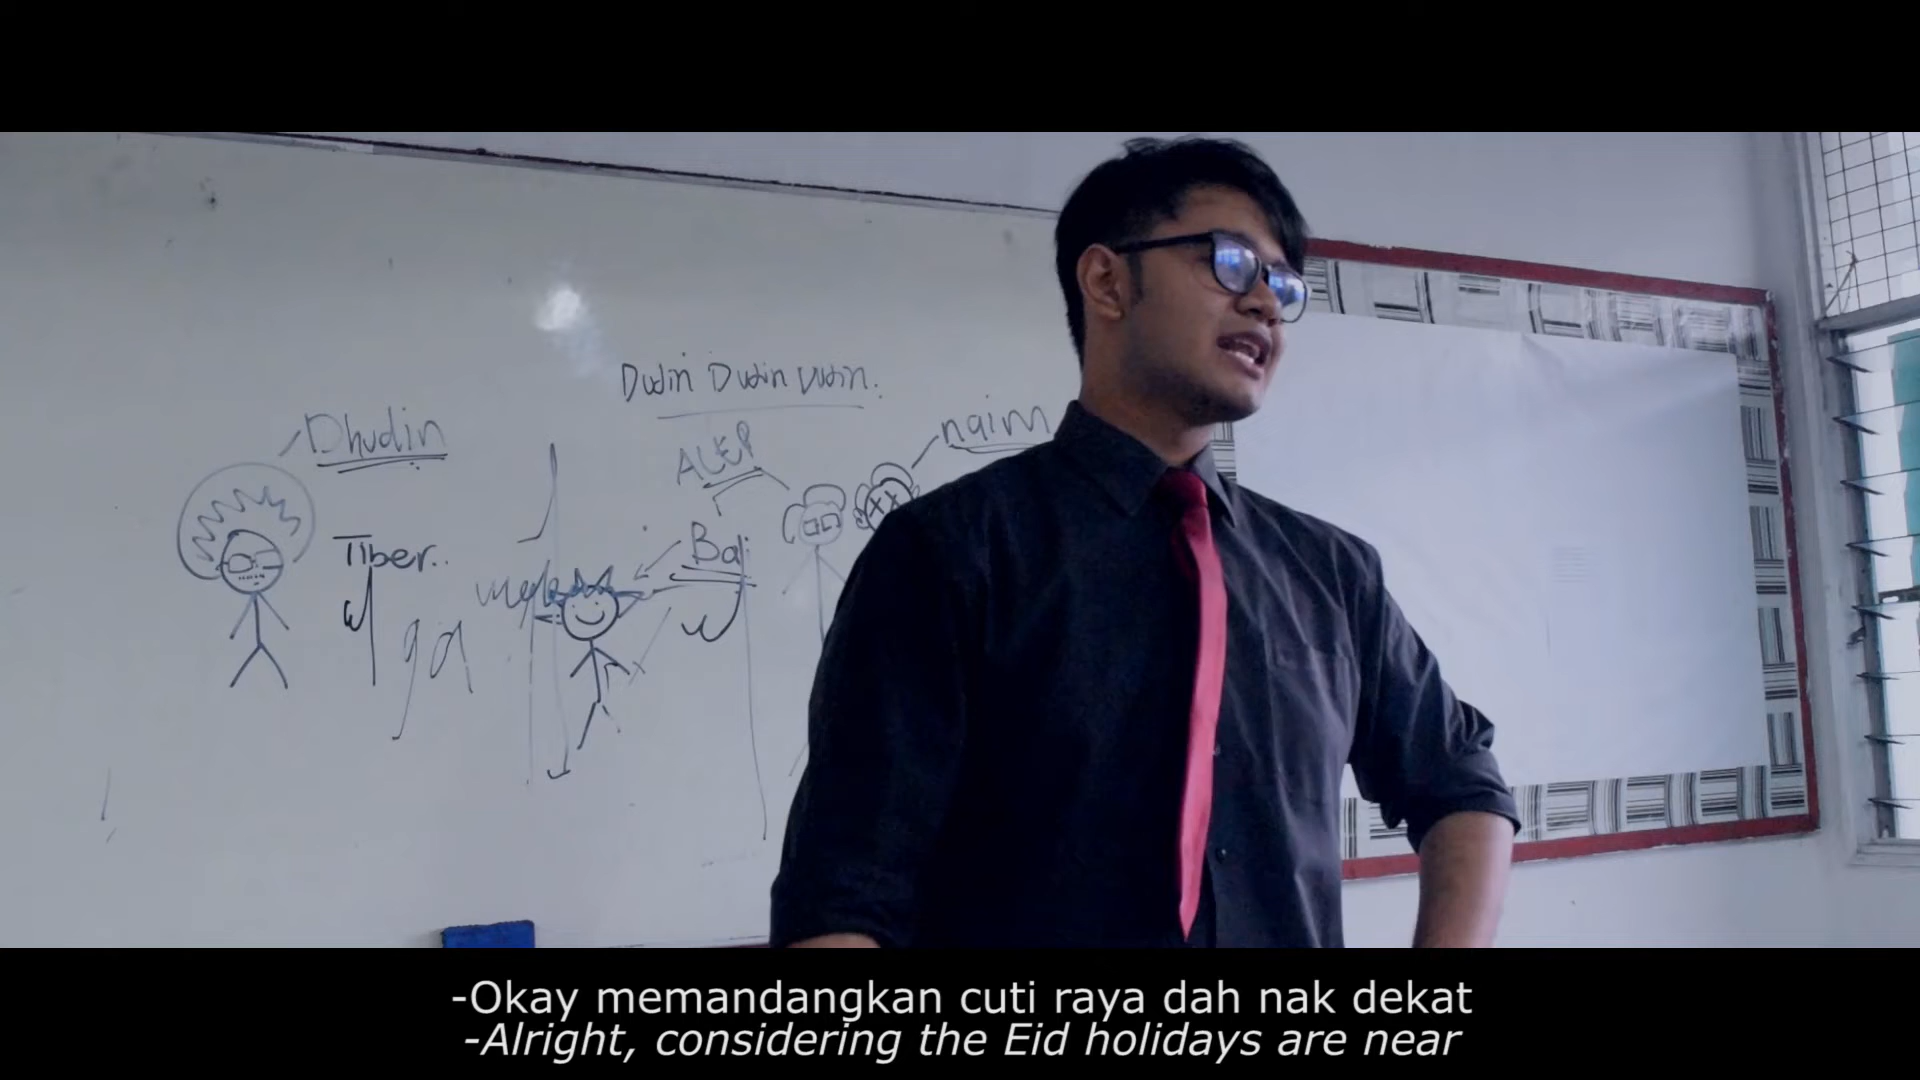 Dudin Dudin Dudin.
Dhudin
ALEP
naim
Tiber..
Bali
-Okay memandangkan cuti raya dah nak dekat
-Alright, considering the Eid holidays are near